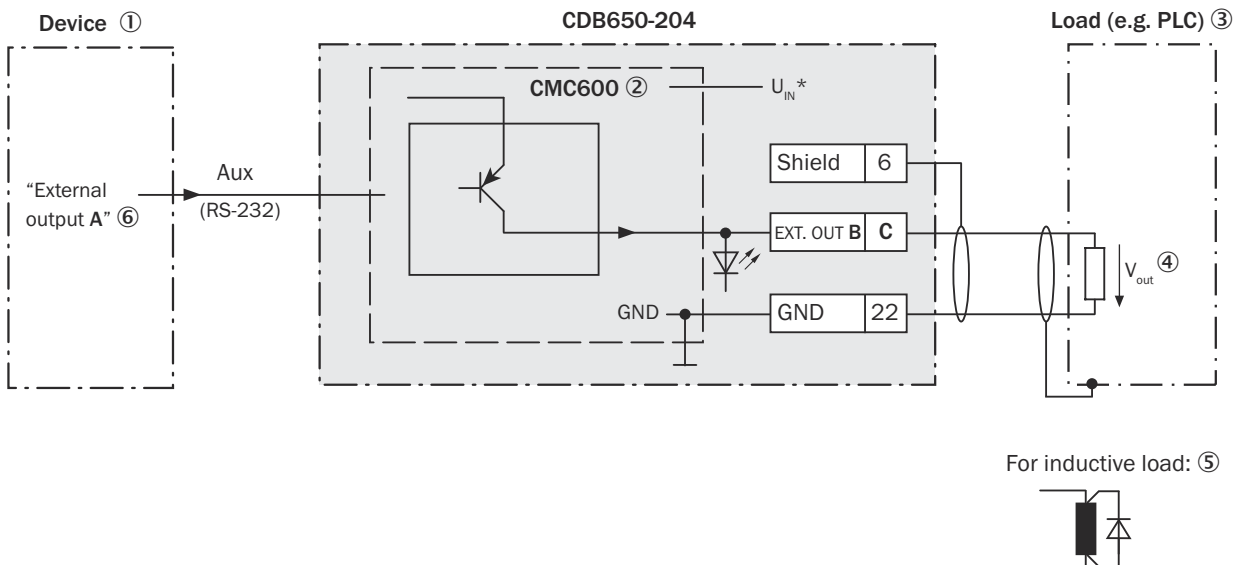 Device ①
CDB650-204
Load (e.g. PLC) ③
CMC600 ②
U_IN*
Shield 6
Aux
(RS-232)
“External
output A” ⑥
EXT. OUT B C
V_out ④
GND
GND 22
For inductive load: ⑤